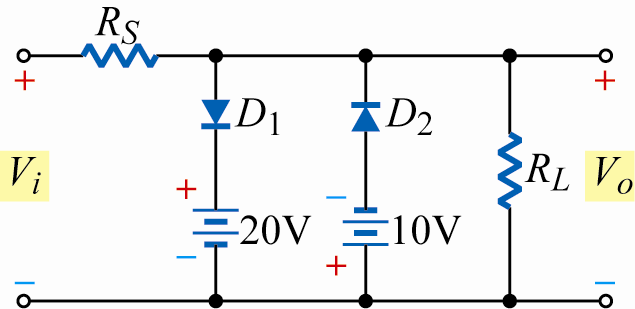 R_S
+ +
D_1 D_2
V_i R_L V_o
+ −
20V 10V
− +
− −